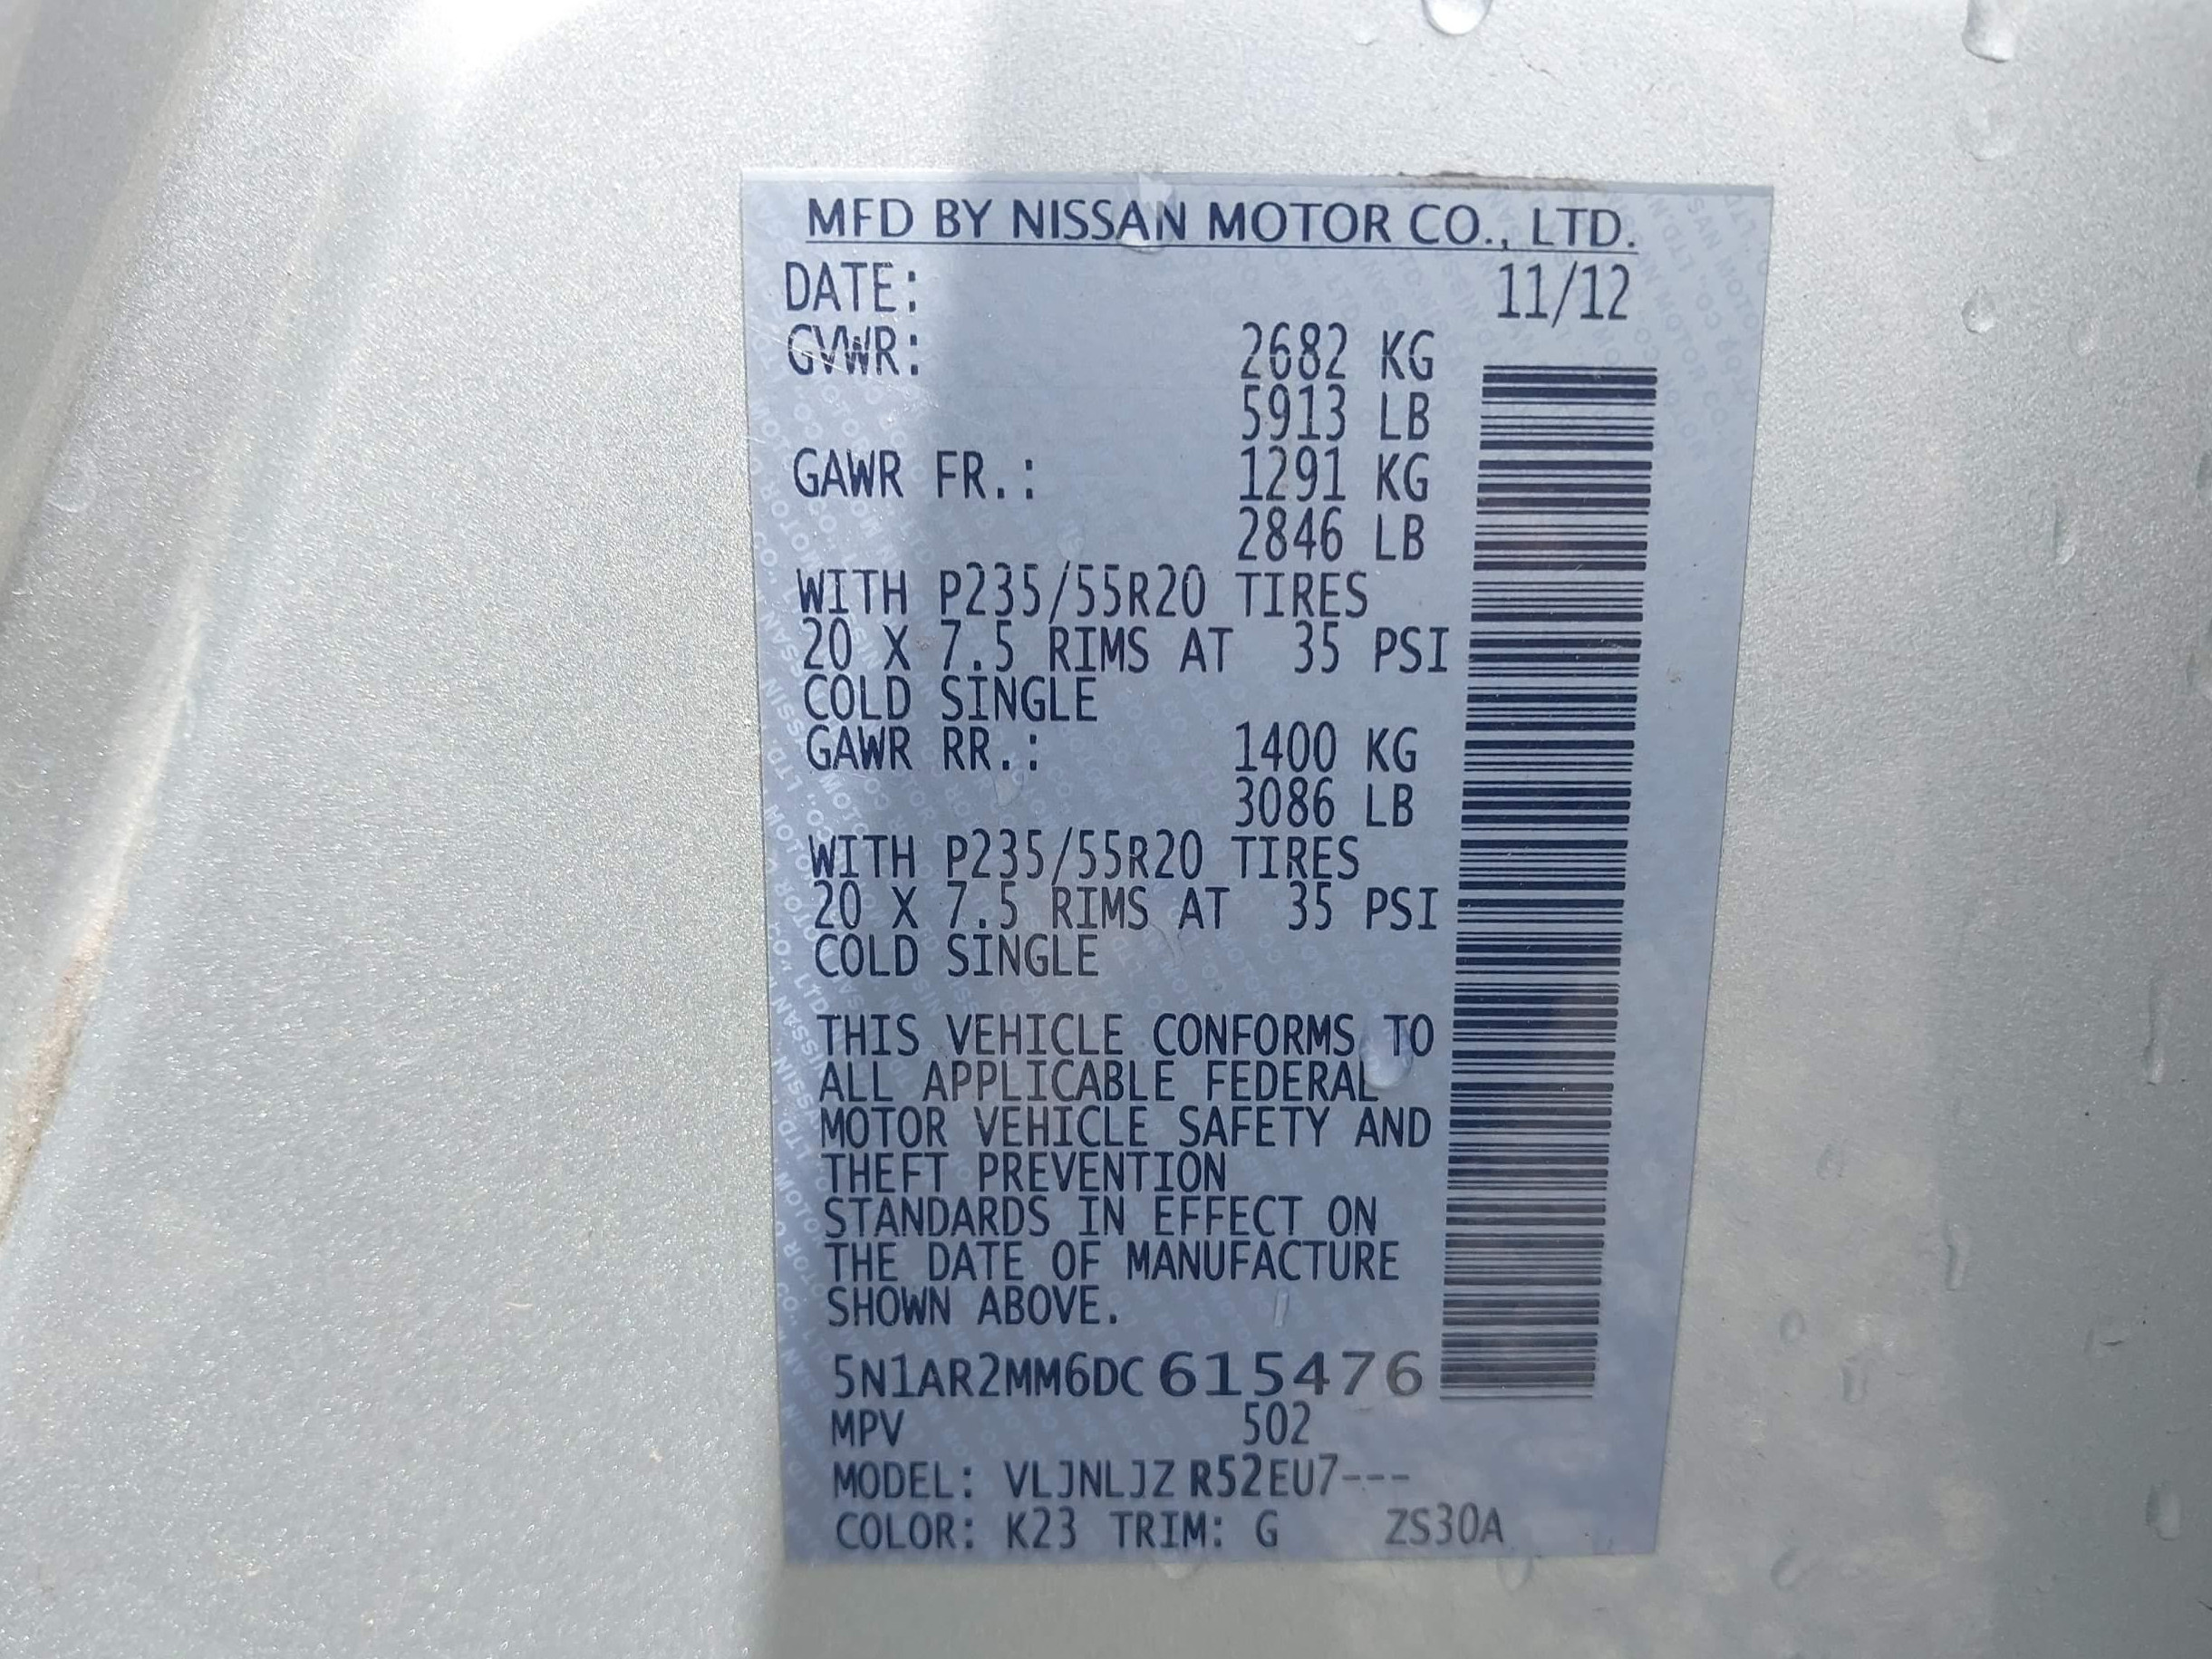 MFD BY NISSAN MOTOR CO., LTD.
DATE: 11/12
GVWR: 2682 KG
5913 LB
GAWR FR.: 1291 KG
2846 LB
WITH P235/55R20 TIRES
20 X 7.5 RIMS AT 35 PSI
COLD SINGLE
GAWR RR.: 1400 KG
3086 LB
WITH P235/55R20 TIRES
20 X 7.5 RIMS AT 35 PSI
COLD SINGLE
THIS VEHICLE CONFORMS TO
ALL APPLICABLE FEDERAL
MOTOR VEHICLE SAFETY AND
THEFT PREVENTION
STANDARDS IN EFFECT ON
THE DATE OF MANUFACTURE
SHOWN ABOVE.
5N1AR2MM6DC 615476
MPV 502
MODEL: VLJNLJZ R52EU7---
COLOR: K23 TRIM: G ZS30A